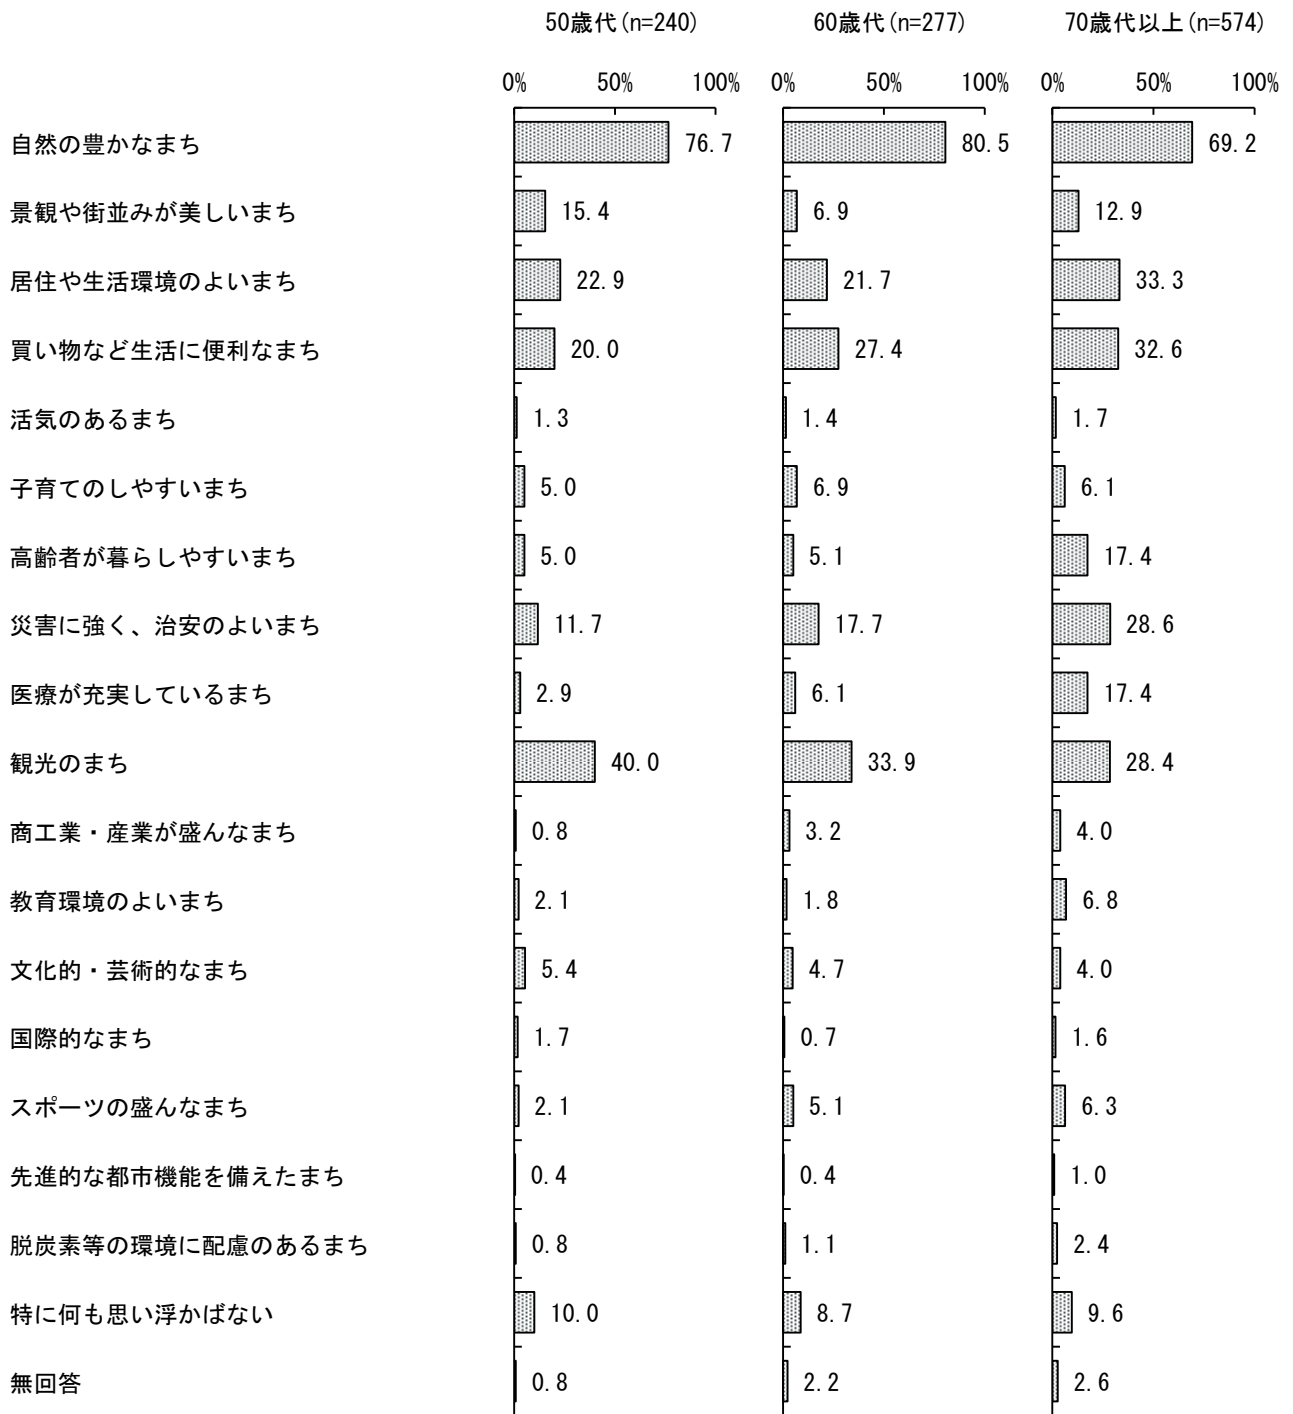 50歳代(n=240) 60歳代(n=277) 70歳代以上(n=574)
0% 50% 100% 0% 50% 100% 0% 50% 100%
自然の豊かなまち 76.7 80.5 69.2
景観や街並みが美しいまち 15.4 6.9 12.9
居住や生活環境のよいまち 22.9 21.7 33.3
買い物など生活に便利なまち 20.0 27.4 32.6
活気のあるまち 1.3 1.4 1.7
子育てのしやすいまち 5.0 6.9 6.1
高齢者が暮らしやすいまち 5.0 5.1 17.4
災害に強く、治安のよいまち 11.7 17.7 28.6
医療が充実しているまち 2.9 6.1 17.4
観光のまち 40.0 33.9 28.4
商工業・産業が盛んなまち 0.8 3.2 4.0
教育環境のよいまち 2.1 1.8 6.8
文化的・芸術的なまち 5.4 4.7 4.0
国際的なまち 1.7 0.7 1.6
スポーツの盛んなまち 2.1 5.1 6.3
先進的な都市機能を備えたまち 0.4 0.4 1.0
脱炭素等の環境に配慮のあるまち 0.8 1.1 2.4
特に何も思い浮かばない 10.0 8.7 9.6
無回答 0.8 2.2 2.6